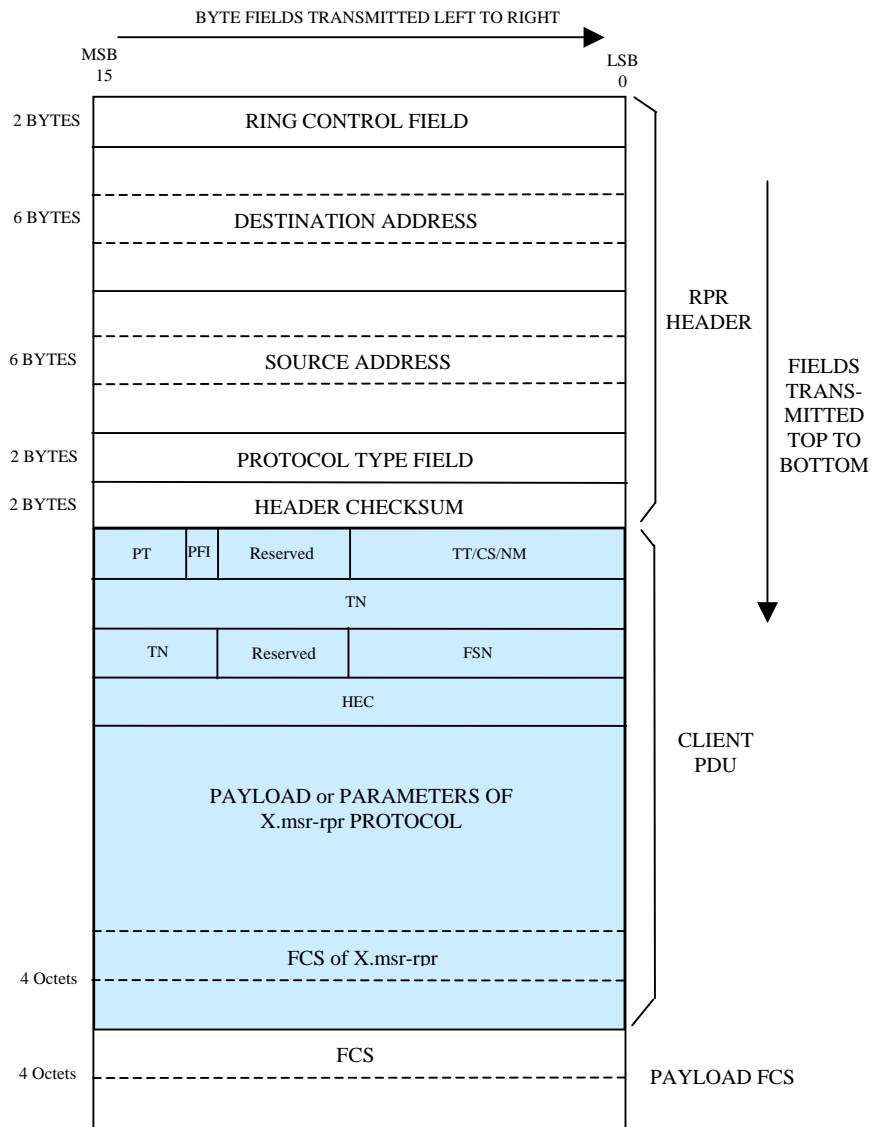 BYTE FIELDS TRANSMITTED LEFT TO RIGHT
MSB
15
LSB
0
2 BYTES
RING CONTROL FIELD
6 BYTES
DESTINATION ADDRESS
RPR
HEADER
6 BYTES
SOURCE ADDRESS
FIELDS
TRANS-
MITTED
TOP TO
BOTTOM
2 BYTES
PROTOCOL TYPE FIELD
2 BYTES
HEADER CHECKSUM
PT
PFI
Reserved
TT/CS/NM
TN
TN
Reserved
FSN
HEC
CLIENT
PDU
PAYLOAD or PARAMETERS OF
X.msr-rpr PROTOCOL
FCS of X.msr-rpr
4 Octets
FCS
4 Octets
PAYLOAD FCS